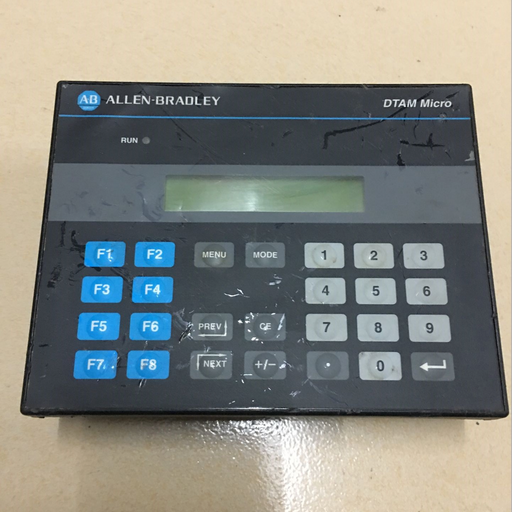 AB ALLEN-BRADLEY DTAM Micro
RUN
F1 F2 MENU MODE 1 2 3
F3 F4 4 5 6
F5 F6 PREV CE 7 8 9
F7 F8 NEXT +/- . 0